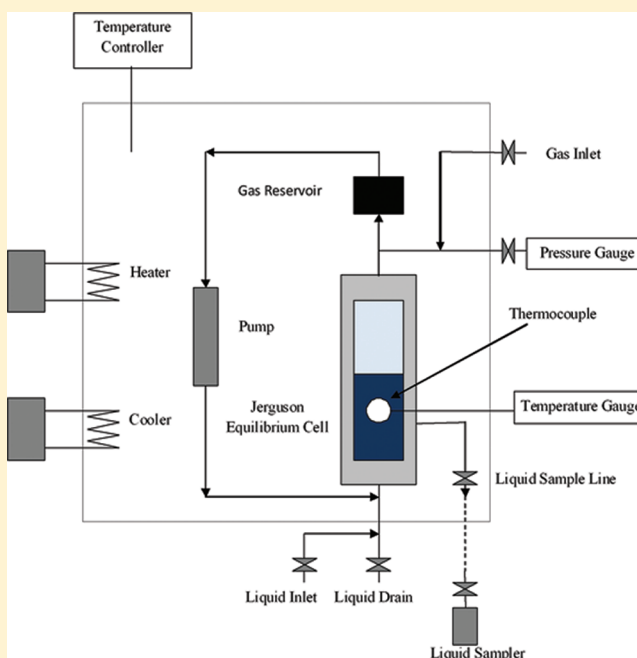 Temperature
Controller
Gas Inlet
Gas Reservoir
Pressure Gauge
Heater
Thermocouple
Pump
Jerguson
Equilibrium Cell
Temperature Gauge
Cooler
Liquid Sample Line
Liquid Inlet
Liquid Drain
Liquid Sampler